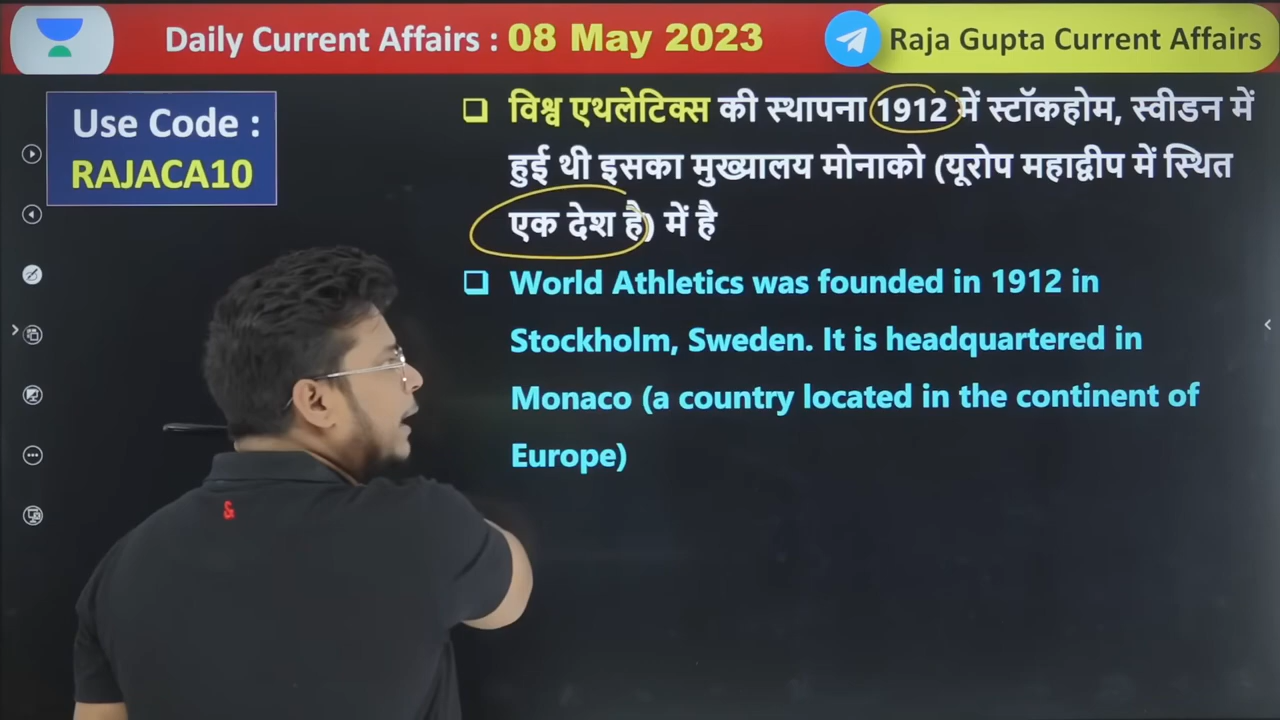 Daily Current Affairs : 08 May 2023
Raja Gupta Current Affairs
Use Code :
RAJACA10
विश्व एथलेटिक्स की स्थापना 1912 में स्टॉकहोम, स्वीडन में
हुई थी इसका मुख्यालय मोनाको (यूरोप महाद्वीप में स्थित
एक देश है) में है
World Athletics was founded in 1912 in
Stockholm, Sweden. It is headquartered in
Monaco (a country located in the continent of
Europe)
&